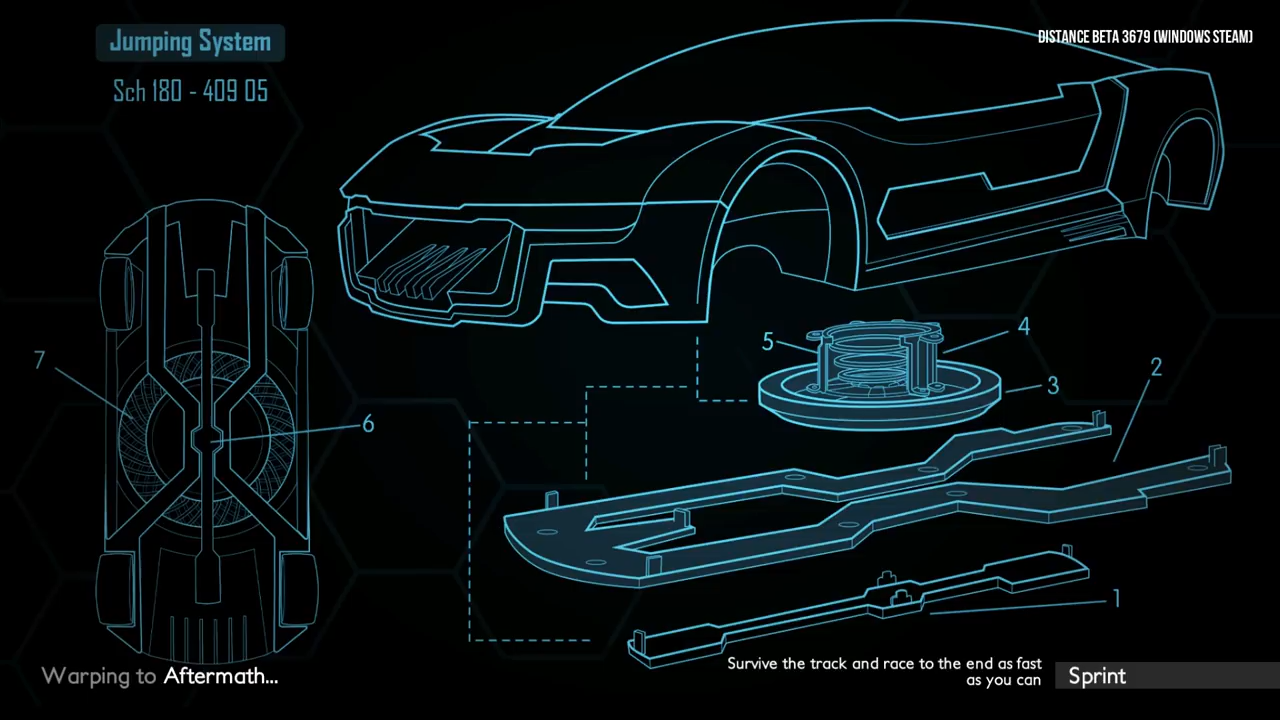 Jumping System
DISTANCE BETA 3679 (WINDOWS STEAM)
Sch 180 - 409 05
5
4
7
2
3
6
1
Survive the track and race to the end as fast
as you can
Warping to Aftermath...
Sprint